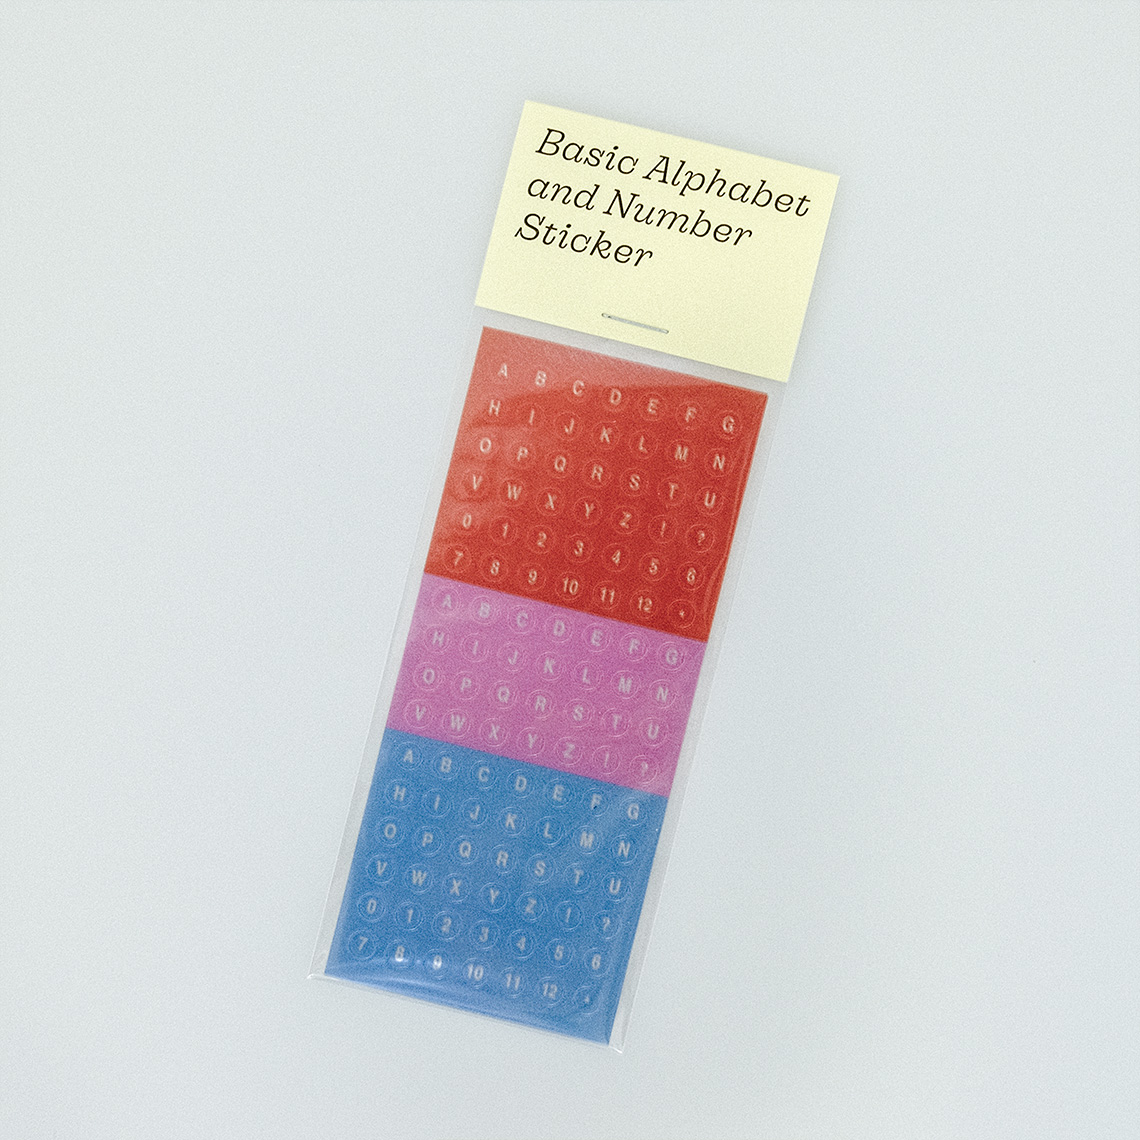 Basic Alphabet
and Number
Sticker
A B C D E F G
H I J K L M N
O P Q R S T U
V W X Y Z ! ?
0 1 2 3 4 5 6
7 8 9 10 11 12 •
A B C D E F G
H I J K L M N
O P Q R S T U
V W X Y Z ! ?
A B C D E F G
H I J K L M N
O P Q R S T U
V W X Y Z ! ?
0 1 2 3 4 5 6
7 8 9 10 11 12 •